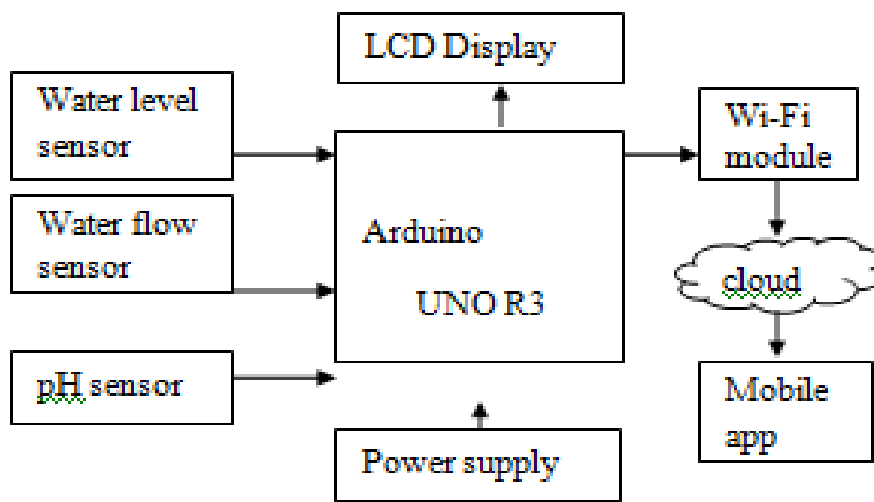 LCD Display
Water level
sensor
Wi-Fi
module
Water flow
sensor
Arduino
UNO R3
cloud
pH sensor
Mobile
app
Power supply